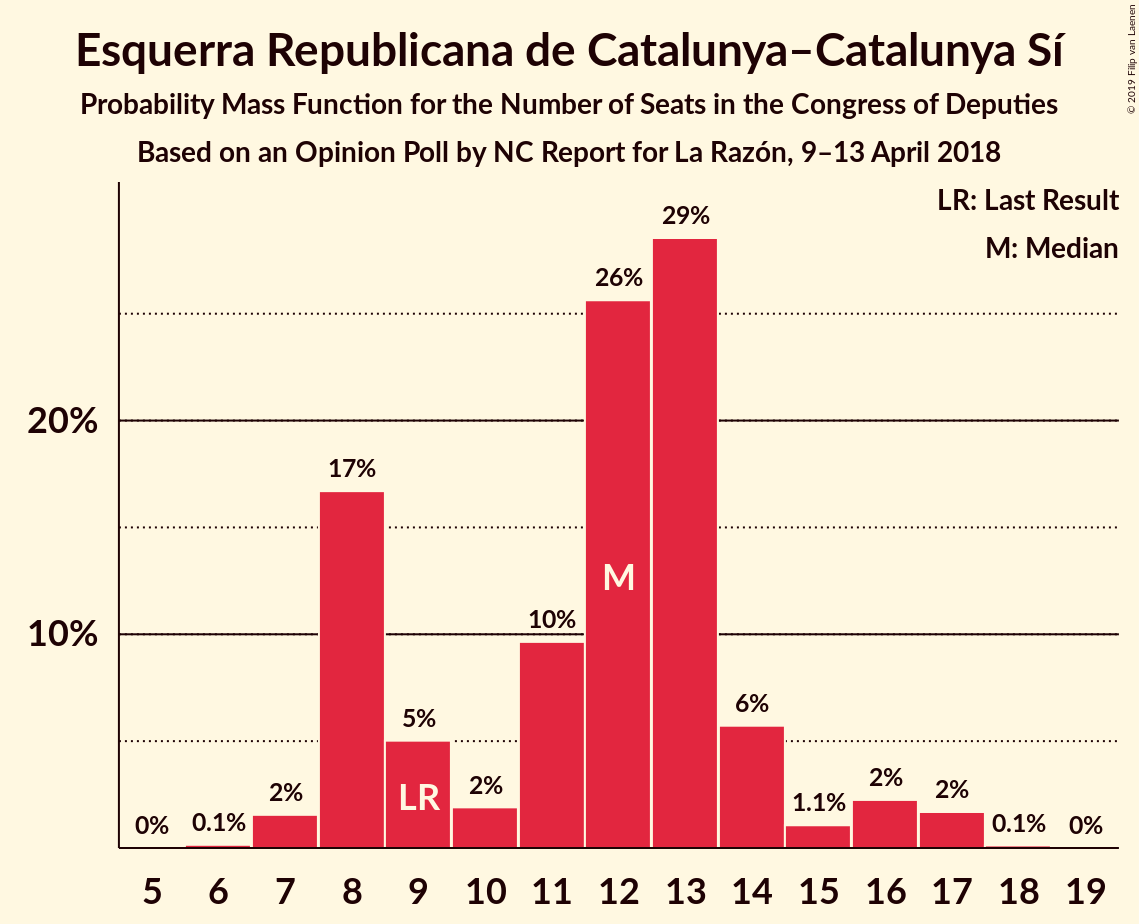 Esquerra Republicana de Catalunya–Catalunya Sí
Probability Mass Function for the Number of Seats in the Congress of Deputies
Based on an Opinion Poll by NC Report for La Razón, 9–13 April 2018
© 2019 Filip van Laenen
LR: Last Result
M: Median
29%
26%
20%
17%
10%
10%
6%
5%
2%
2%
2%
2%
1.1%
0%
0.1%
0.1%
0%
M
LR
5 6 7 8 9 10 11 12 13 14 15 16 17 18 19